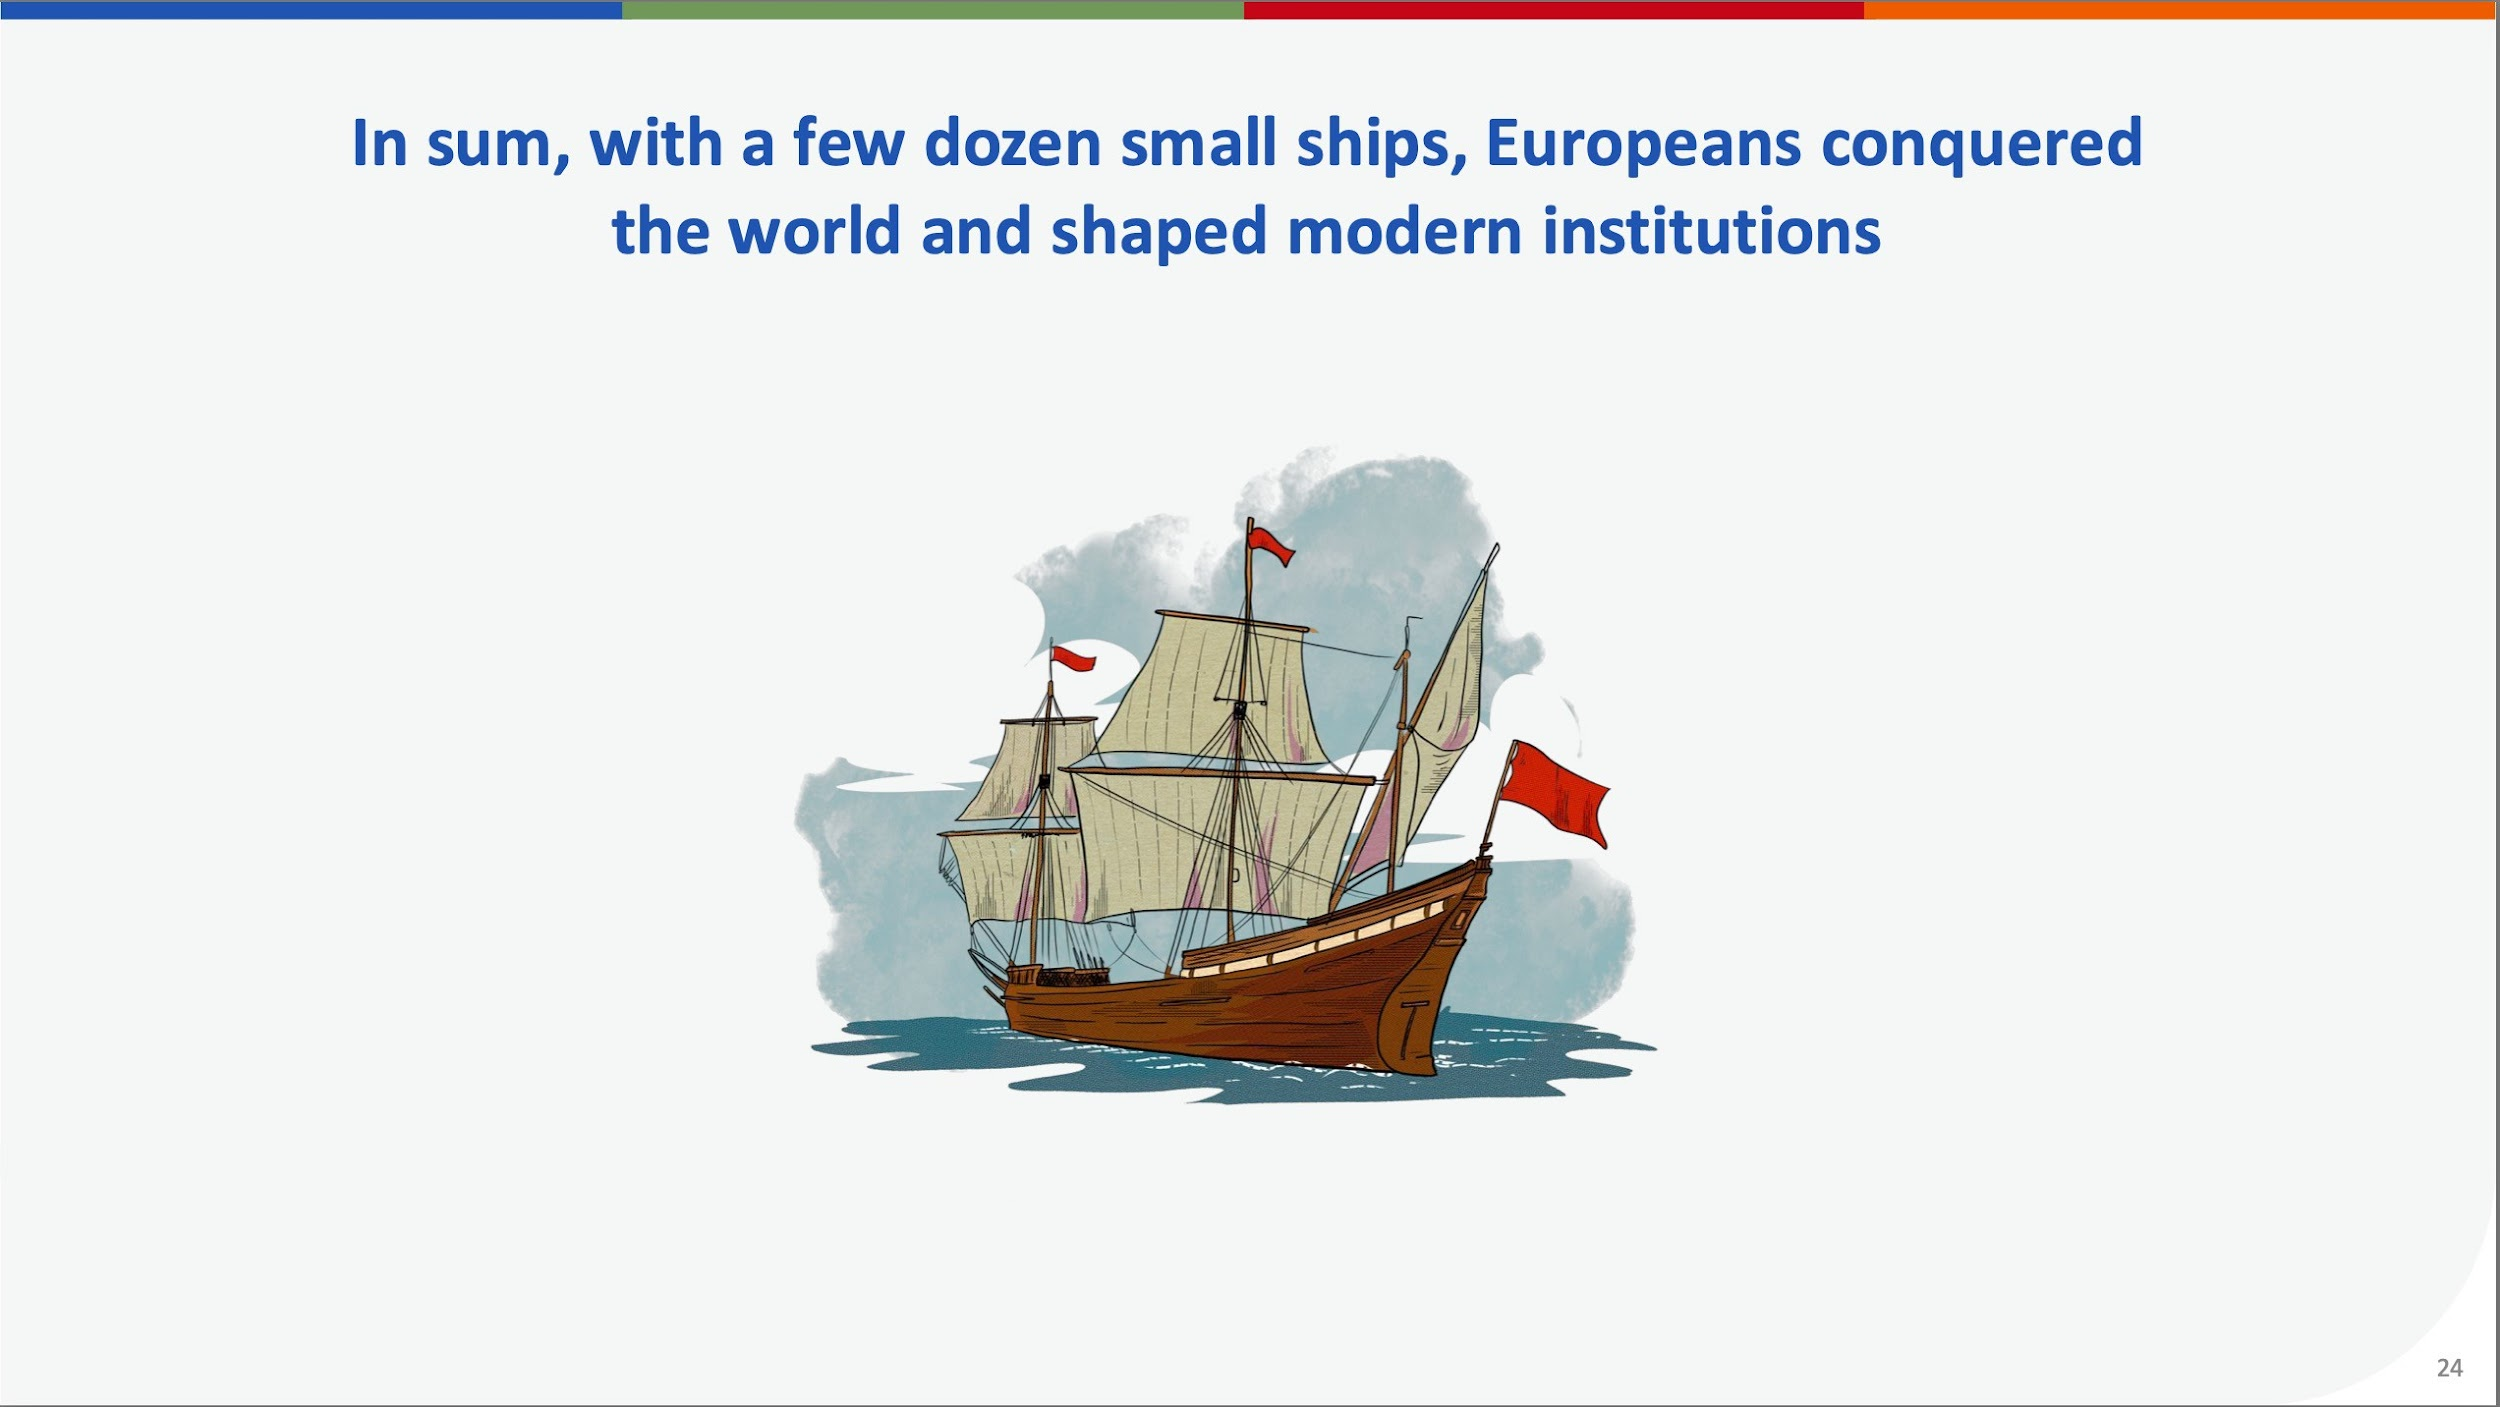 In sum, with a few dozen small ships, Europeans conquered
the world and shaped modern institutions
24